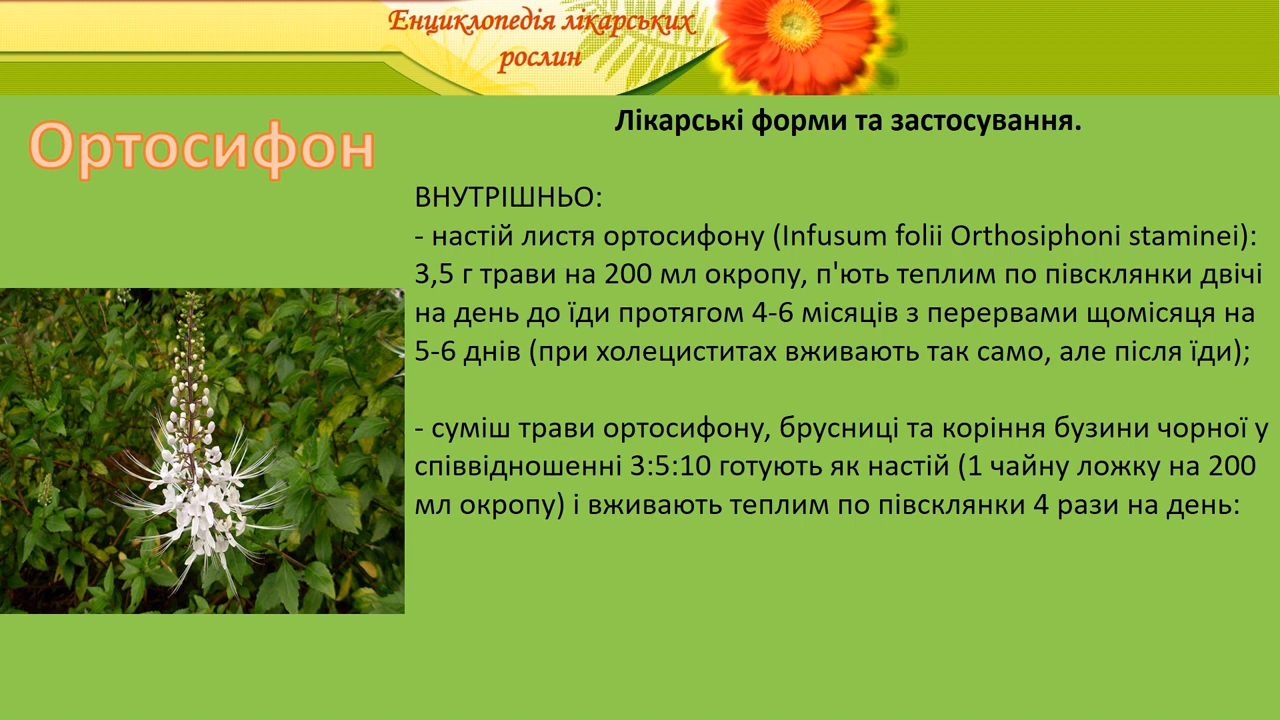 Енциклопедія лікарських
рослин
Ортосифон
Лікарські форми та застосування.
ВНУТРІШНЬО:
- настій листя ортосифону (Infusum folii Orthosiphoni staminei):
3,5 г трави на 200 мл окропу, п'ють теплим по півсклянки двічі
на день до їди протягом 4-6 місяців з перервами щомісяця на
5-6 днів (при холециститах вживають так само, але після їди);
- суміш трави ортосифону, брусниці та коріння бузини чорної у
співвідношенні 3:5:10 готують як настій (1 чайну ложку на 200
мл окропу) і вживають теплим по півсклянки 4 рази на день: